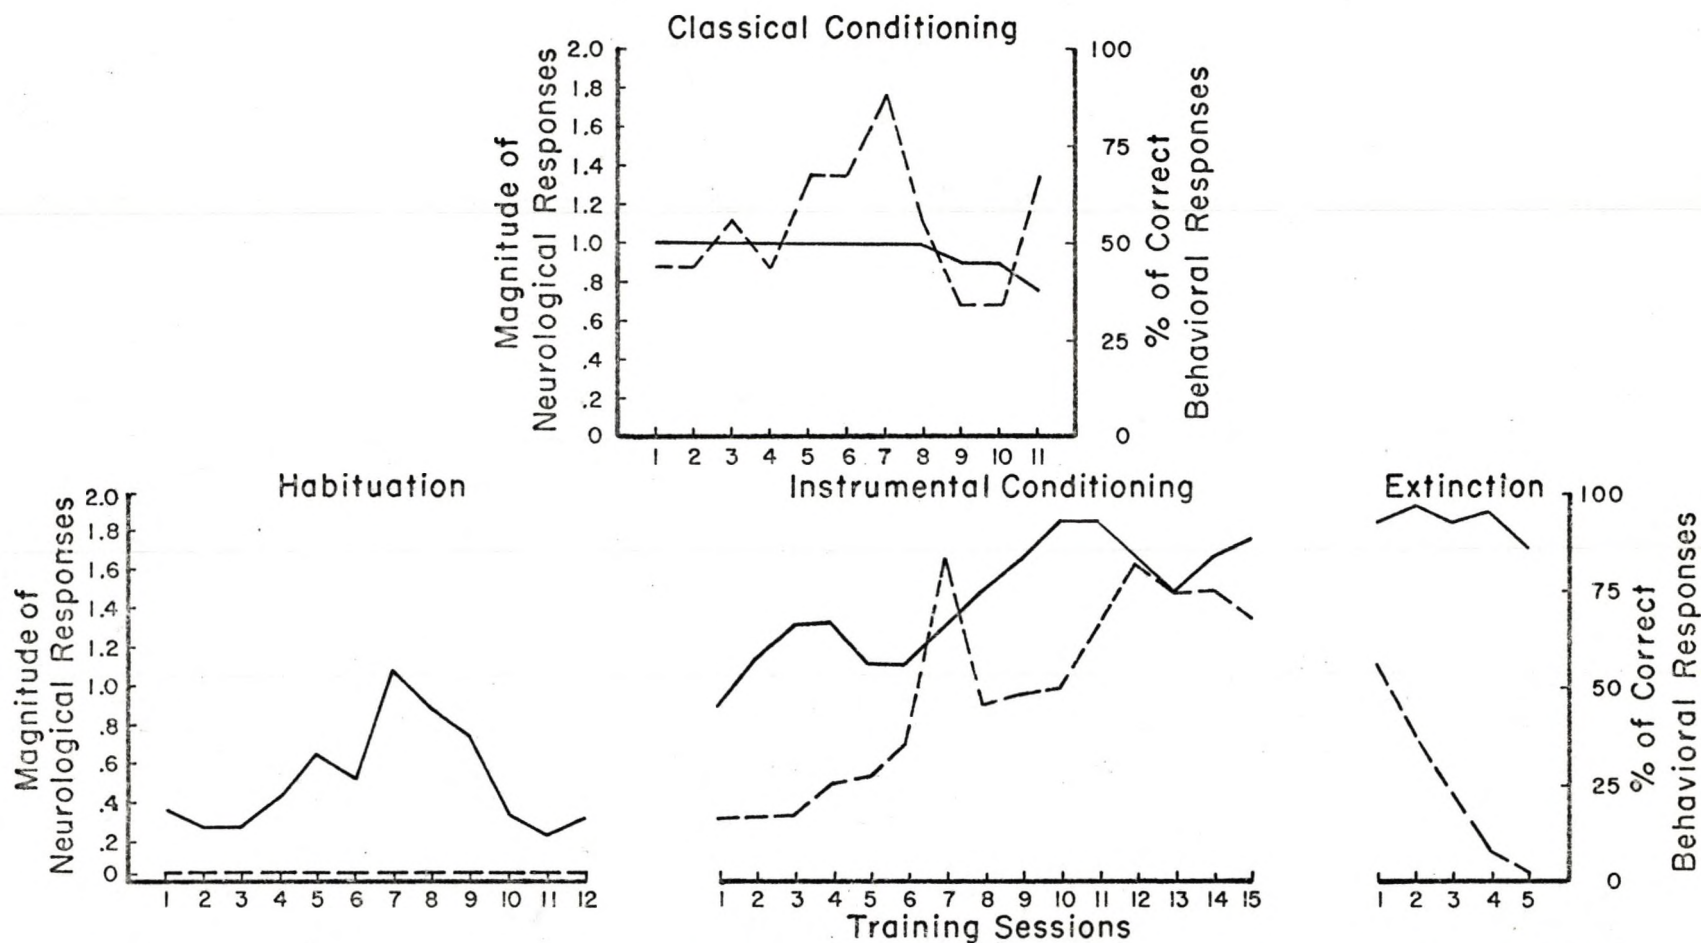 Classical Conditioning
Magnitude of
Neurological Responses
2.0
1.8
1.6
1.4
1.2
1.0
.8
.6
.4
.2
0
100
75
50
25
0
% of Correct
Behavioral Responses
1 2 3 4 5 6 7 8 9 10 11
Habituation
Magnitude of
Neurological Responses
2.0
1.8
1.6
1.4
1.2
1.0
.8
.6
.4
.2
0
1 2 3 4 5 6 7 8 9 10 11 12
Instrumental Conditioning
1 2 3 4 5 6 7 8 9 10 11 12 13 14 15
Training Sessions
Extinction
1 2 3 4 5
100
75
50
25
0
% of Correct
Behavioral Responses